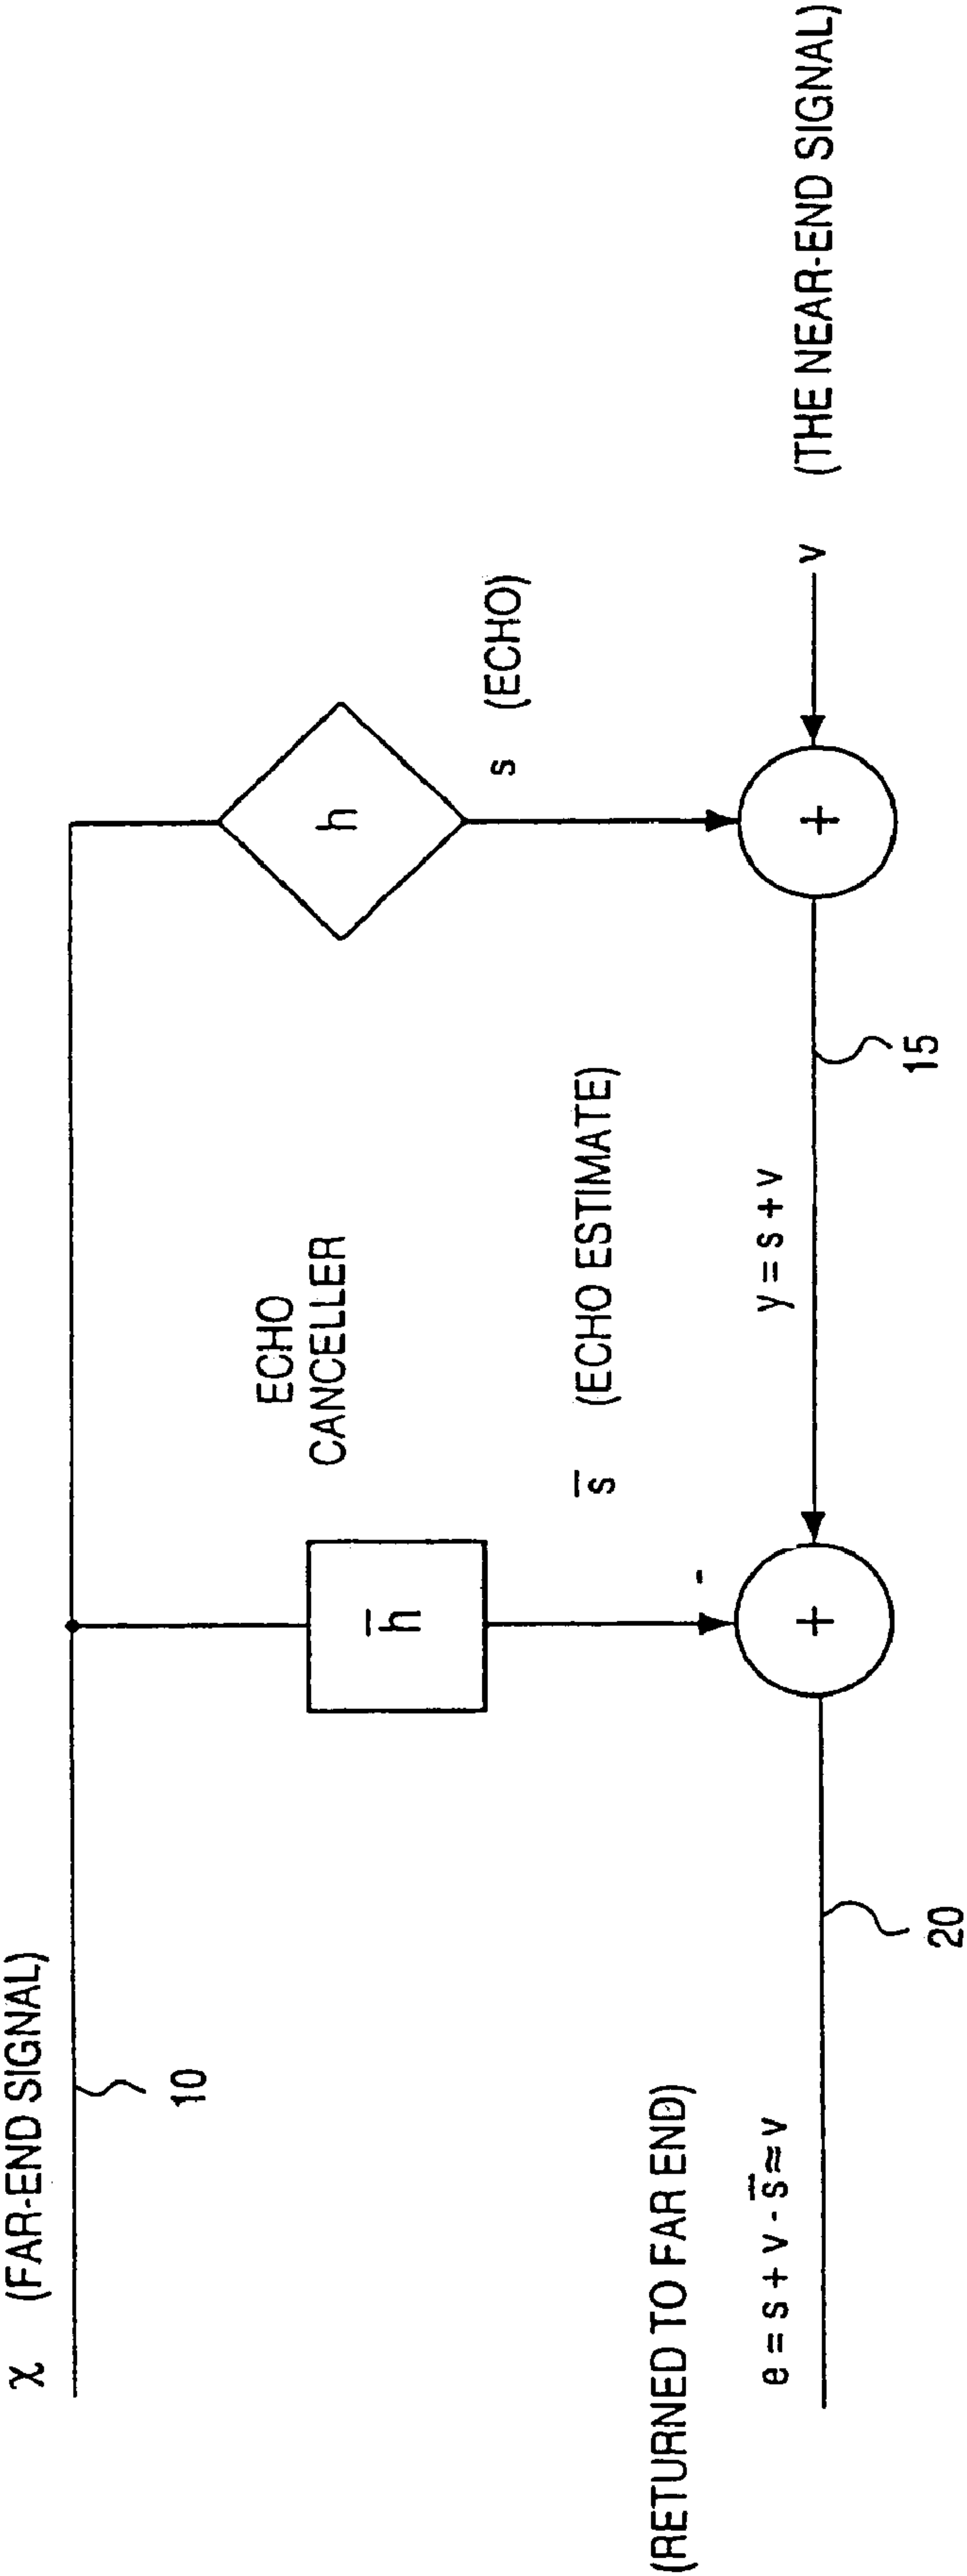 χ (FAR-END SIGNAL)
10
h
ECHO
CANCELLER
h̄
s (ECHO)
s̄ (ECHO ESTIMATE)
-
(RETURNED TO FAR END)
e = s + v - s̄ ≈ v
y = s + v
v (THE NEAR-END SIGNAL)
+
+
20
15